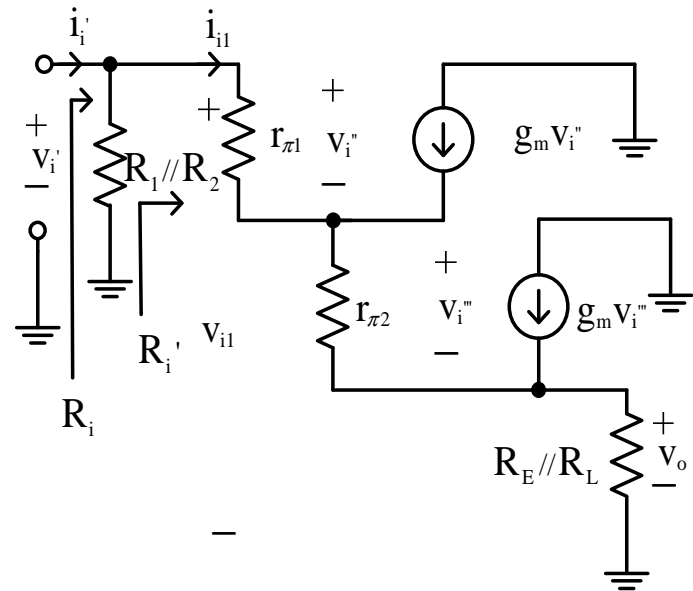 i_i' i_i1
+ + +
r_π1 v_i'' g_m v_i''
+
v_i'
−
R_1//R_2
−
+
r_π2 v_i''' g_m v_i'''
−
R_i' v_i1
R_i
+
R_E//R_L v_o
−
−